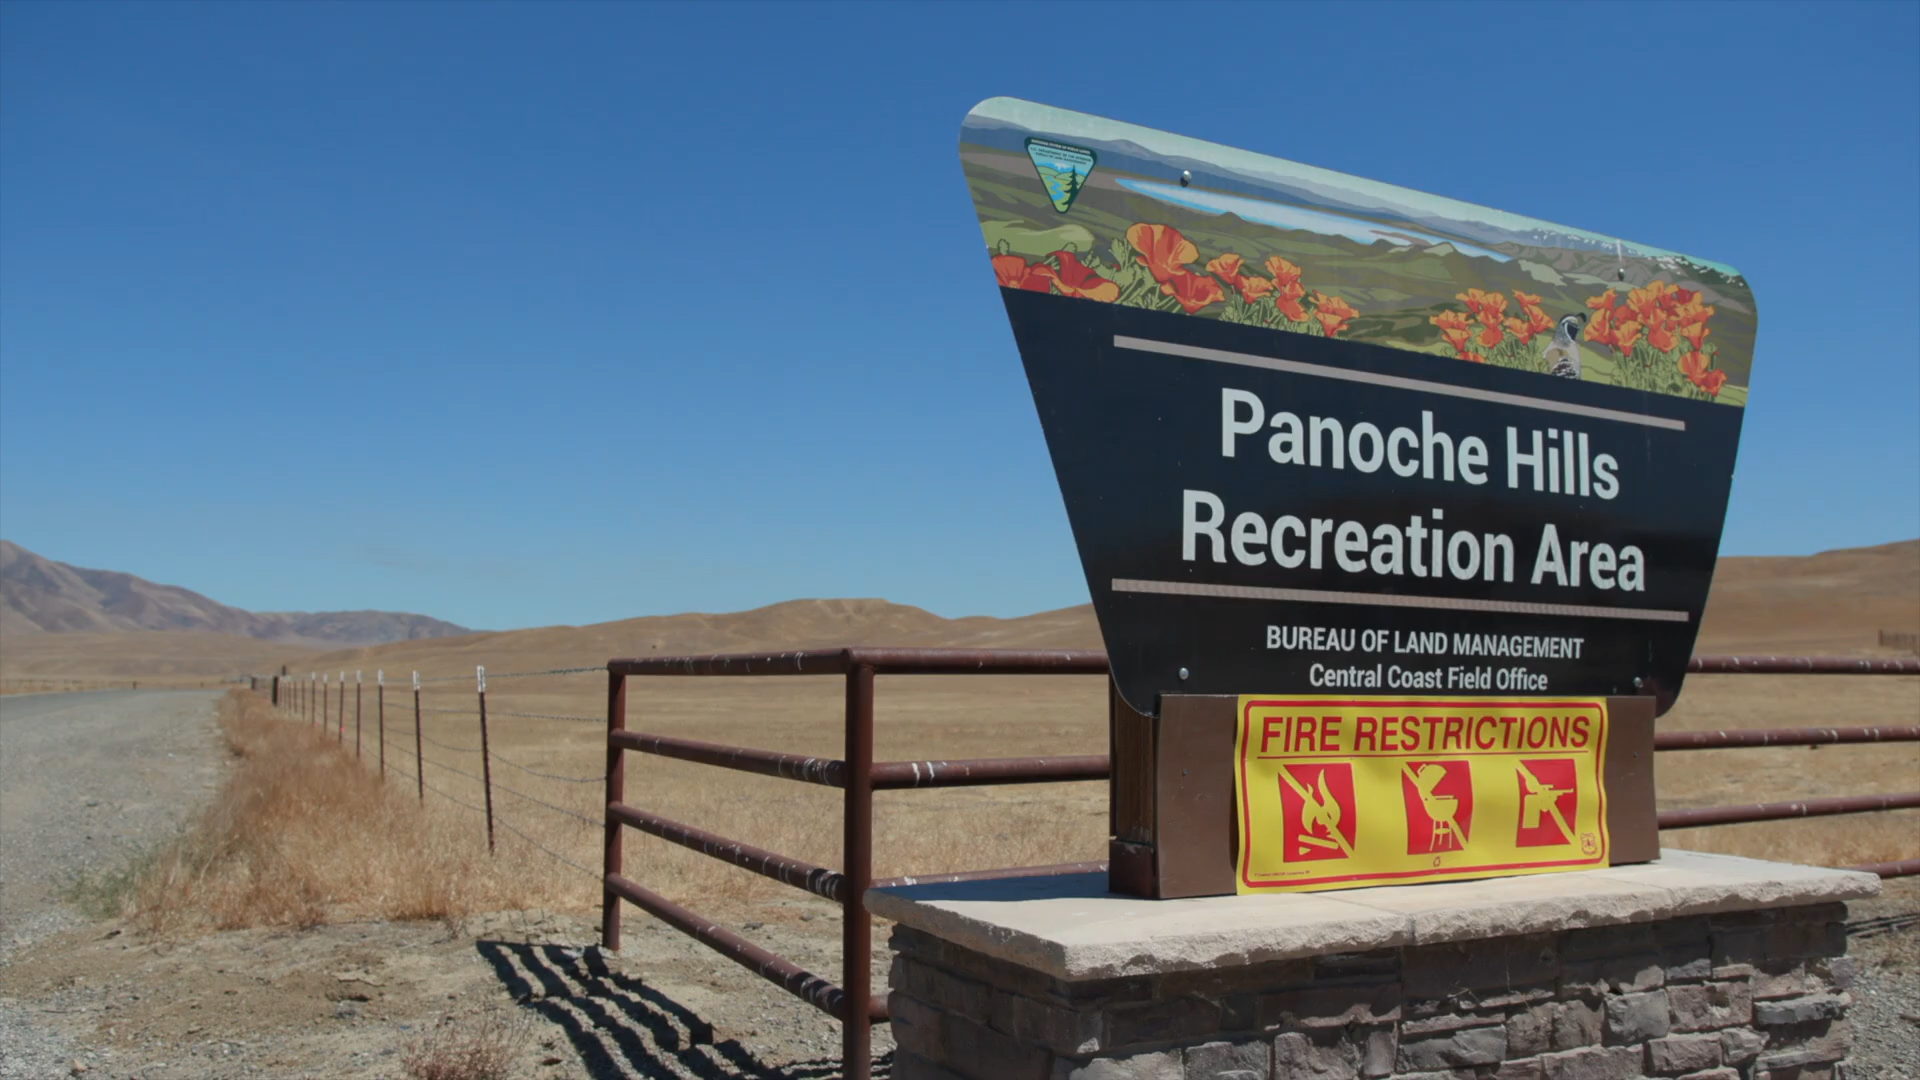 Panoche Hills
Recreation Area
BUREAU OF LAND MANAGEMENT
Central Coast Field Office
FIRE RESTRICTIONS